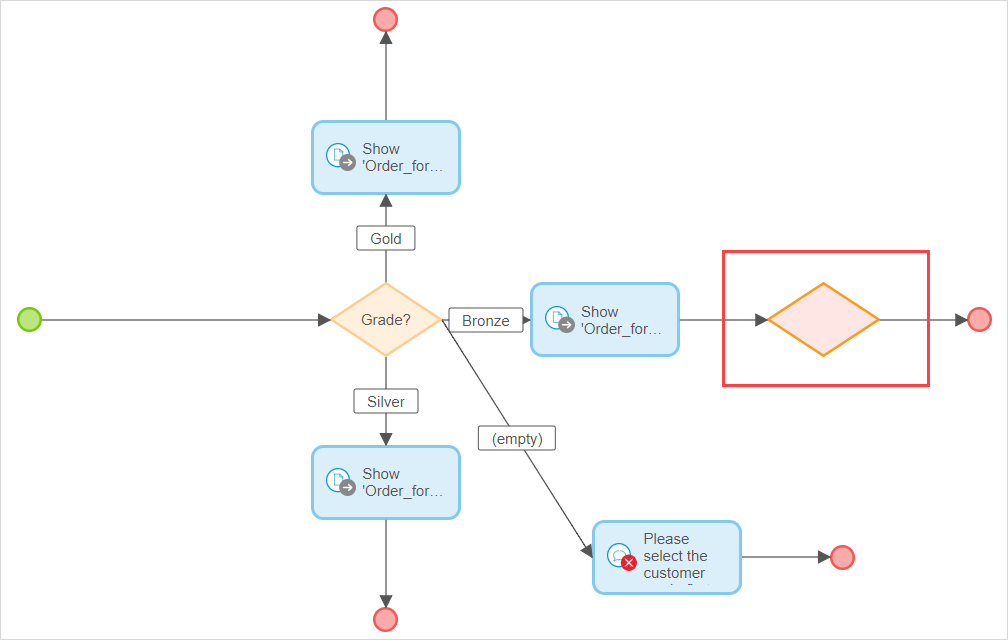 Show
'Order_for...
Gold
Grade?
Bronze
Show
'Order_for...
Silver
(empty)
Show
'Order_for...
Please
select the
customer